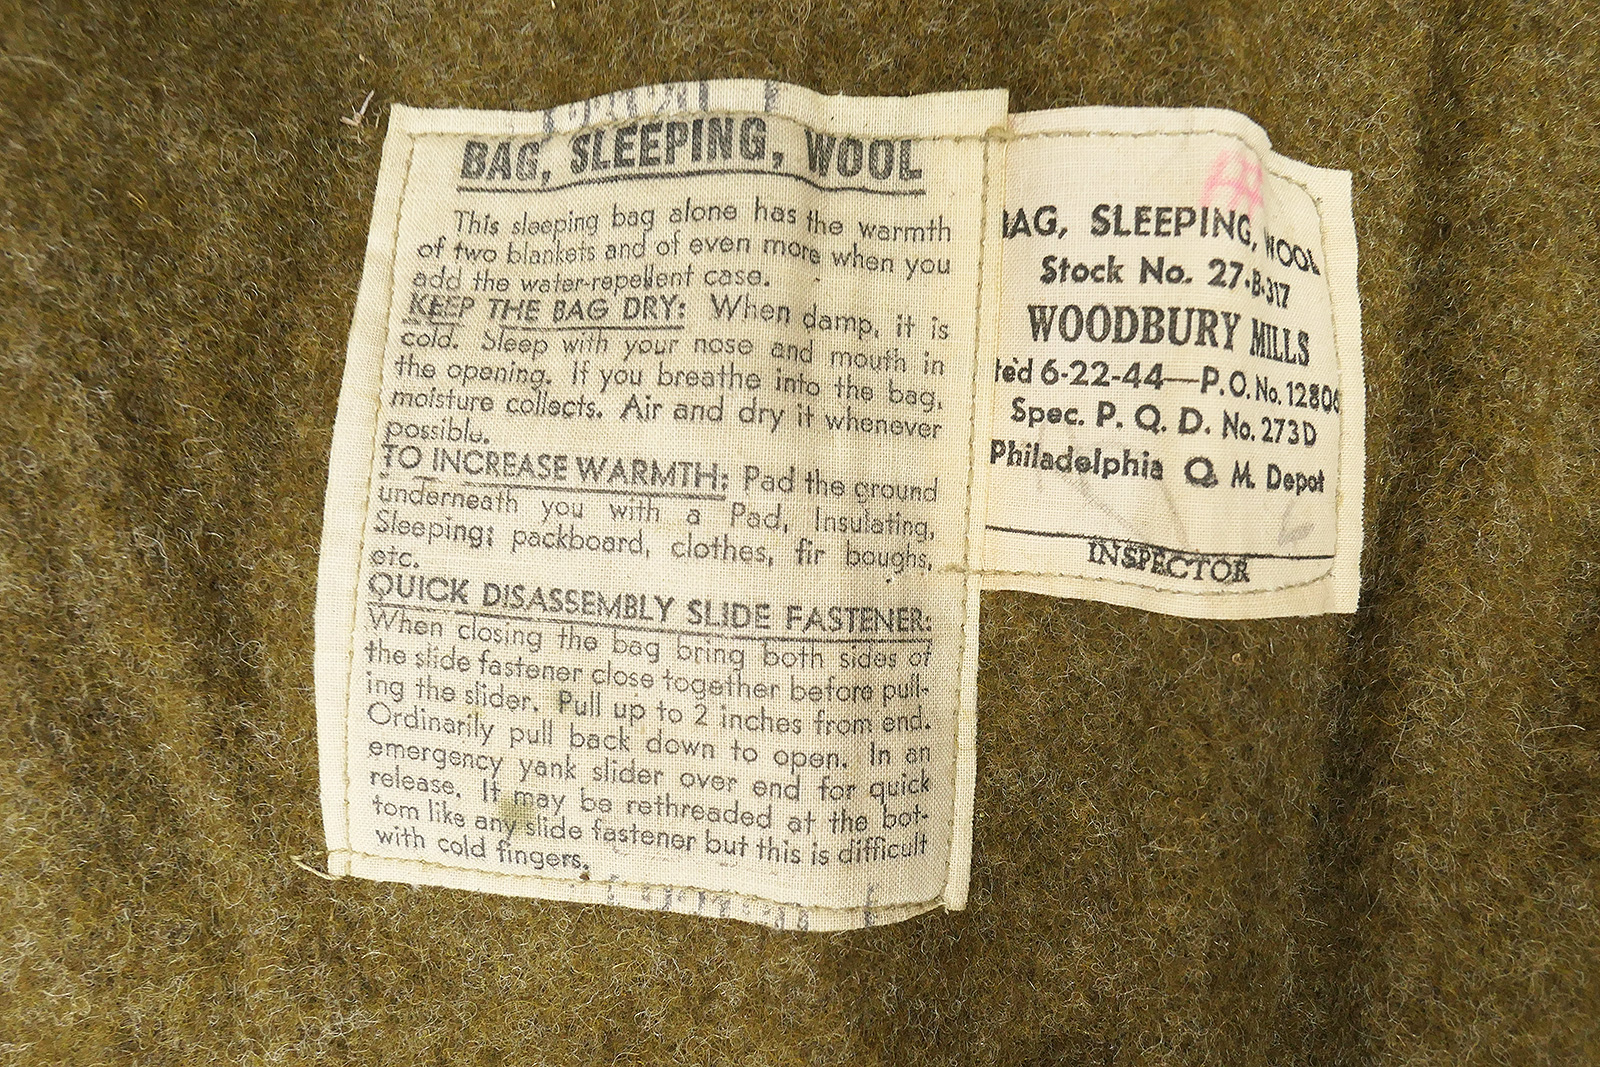 BAG, SLEEPING, WOOL
This sleeping bag alone has the warmth
of two blankets and of even more when you
add the water-repellent case.
KEEP THE BAG DRY: When damp, it is
cold. Sleep with your nose and mouth in
the opening. If you breathe into the bag,
moisture collects. Air and dry it whenever
possible.
TO INCREASE WARMTH: Pad the ground
underneath you with a Pad, Insulating,
Sleeping; packboard, clothes, fir boughs,
etc.
QUICK DISASSEMBLY SLIDE FASTENER:
When closing the bag bring both sides of
the slide fastener close together before pull-
ing the slider. Pull up to 2 inches from end.
Ordinarily pull back down to open. In an
emergency yank slider over end for quick
release. It may be rethreaded at the bot-
tom like any slide fastener but this is difficult
with cold fingers.
BAG, SLEEPING, WOOL
Stock No. 27-B-317
WOODBURY MILLS
ted 6-22-44—P.O. No. 12806
Spec. P. Q. D. No. 273D
Philadelphia Q. M. Depot
INSPECTOR